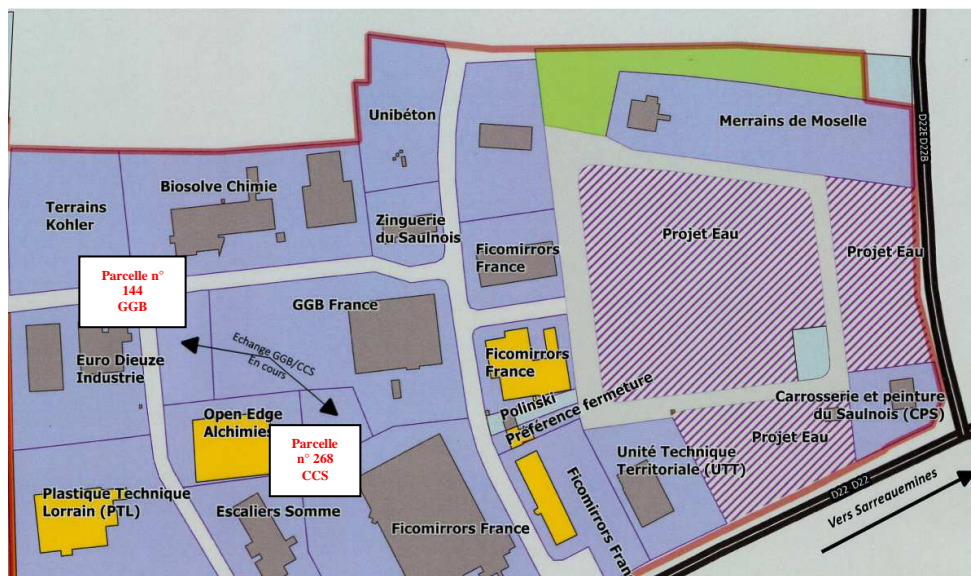 Unibéton
Merrains de Moselle
D22ED22B
Biosolve Chimie
Terrains
Kohler
Zinguerie
du Saulnois
Ficomirrors
France
Projet Eau
Projet Eau
Parcelle n°
144
GGB
GGB France
Echange GGB/CCS
En cours
Euro Dieuze
Industrie
Ficomirrors
France
Polinski
Préférence fermeture
Carrosserie et peinture
du Saulnois (CPS)
Open-Edge
Alchimies
Projet Eau
Parcelle
n° 268
CCS
Unité Technique
Territoriale (UTT)
Plastique Technique
Lorrain (PTL)
Escaliers Somme
Ficomirrors France
Ficomirrors Fran
D22 D22
Vers Sarreauemines